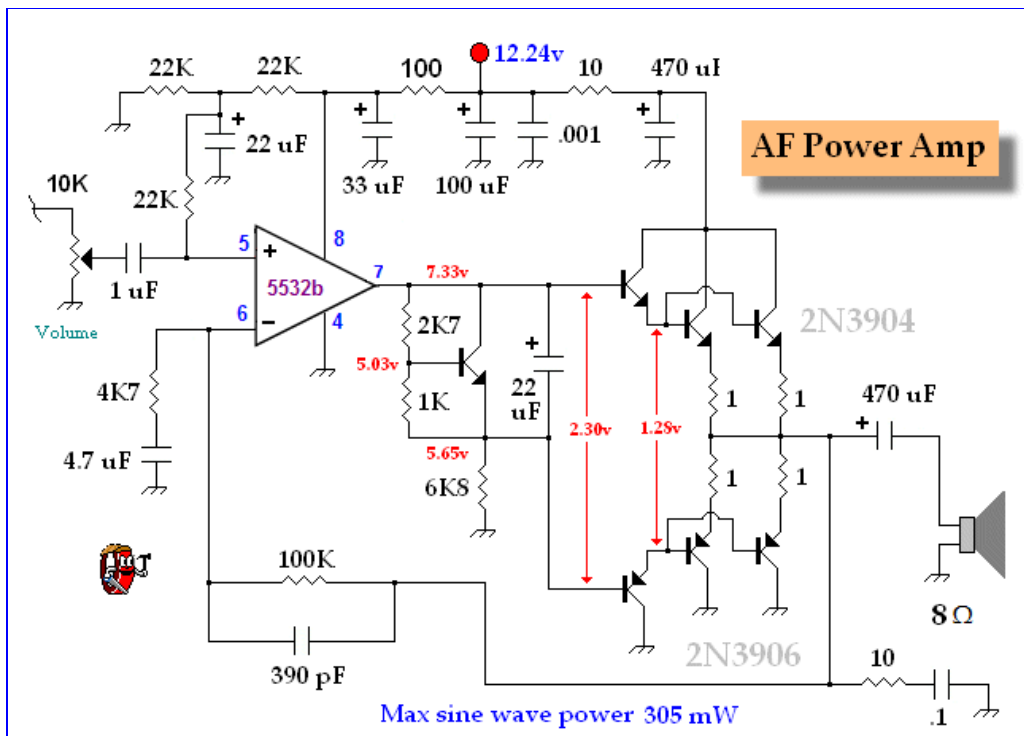 12.24v
22K
22K
100
10
470 uF
22 uF
33 uF
100 uF
.001
AF Power Amp
10K
22K
5
8
+
5532b
7
7.33v
1 uF
6
−
4
Volume
2K7
5.03v
1K
5.65v
22
uF
2.30v
1.28v
2N3904
1
1
1
1
470 uF
4K7
4.7 uF
6K8
100K
390 pF
2N3906
8 Ω
10
.1
Max sine wave power 305 mW